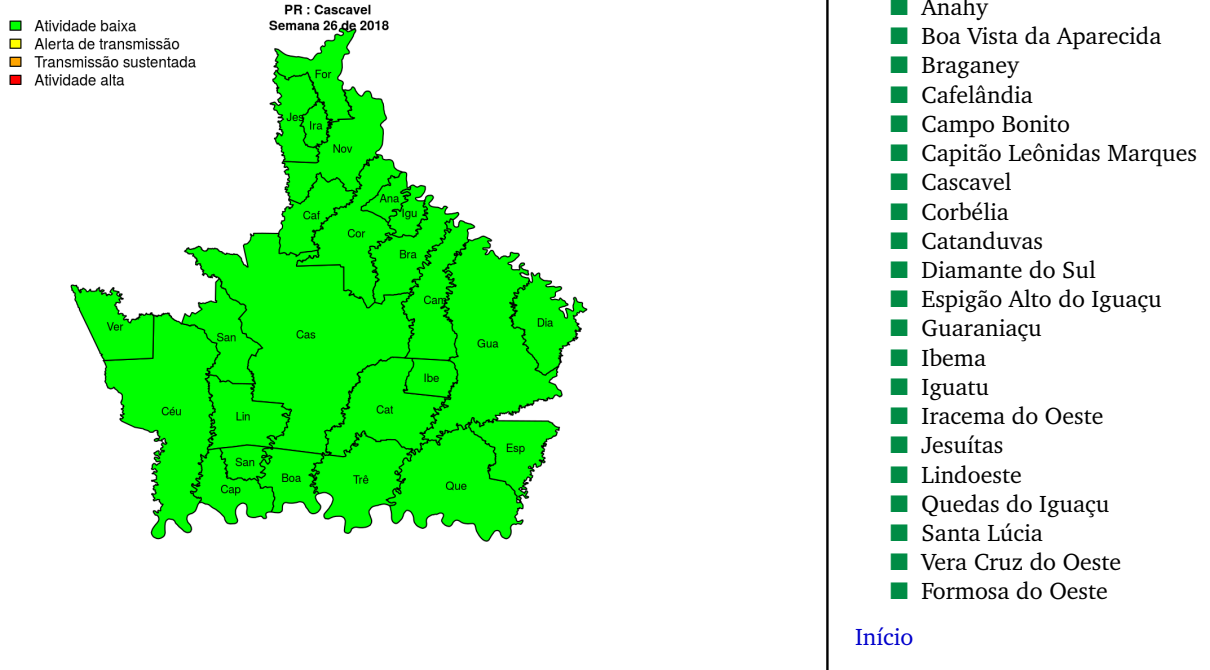 PR : Cascavel
Semana 26 de 2018
Atividade baixa
Alerta de transmissão
Transmissão sustentada
Atividade alta
For
Jes
Ira
Nov
Ana
Caf
Igu
Cor
Bra
Cam
Ver
San
Cas
Dia
Gua
Ibe
Céu
Lin
Cat
Esp
San
Cap
Boa
Trê
Que
Anahy
Boa Vista da Aparecida
Braganey
Cafelândia
Campo Bonito
Capitão Leônidas Marques
Cascavel
Corbélia
Catanduvas
Diamante do Sul
Espigão Alto do Iguaçu
Guaraniaçu
Ibema
Iguatu
Iracema do Oeste
Jesuítas
Lindoeste
Quedas do Iguaçu
Santa Lúcia
Vera Cruz do Oeste
Formosa do Oeste
Início